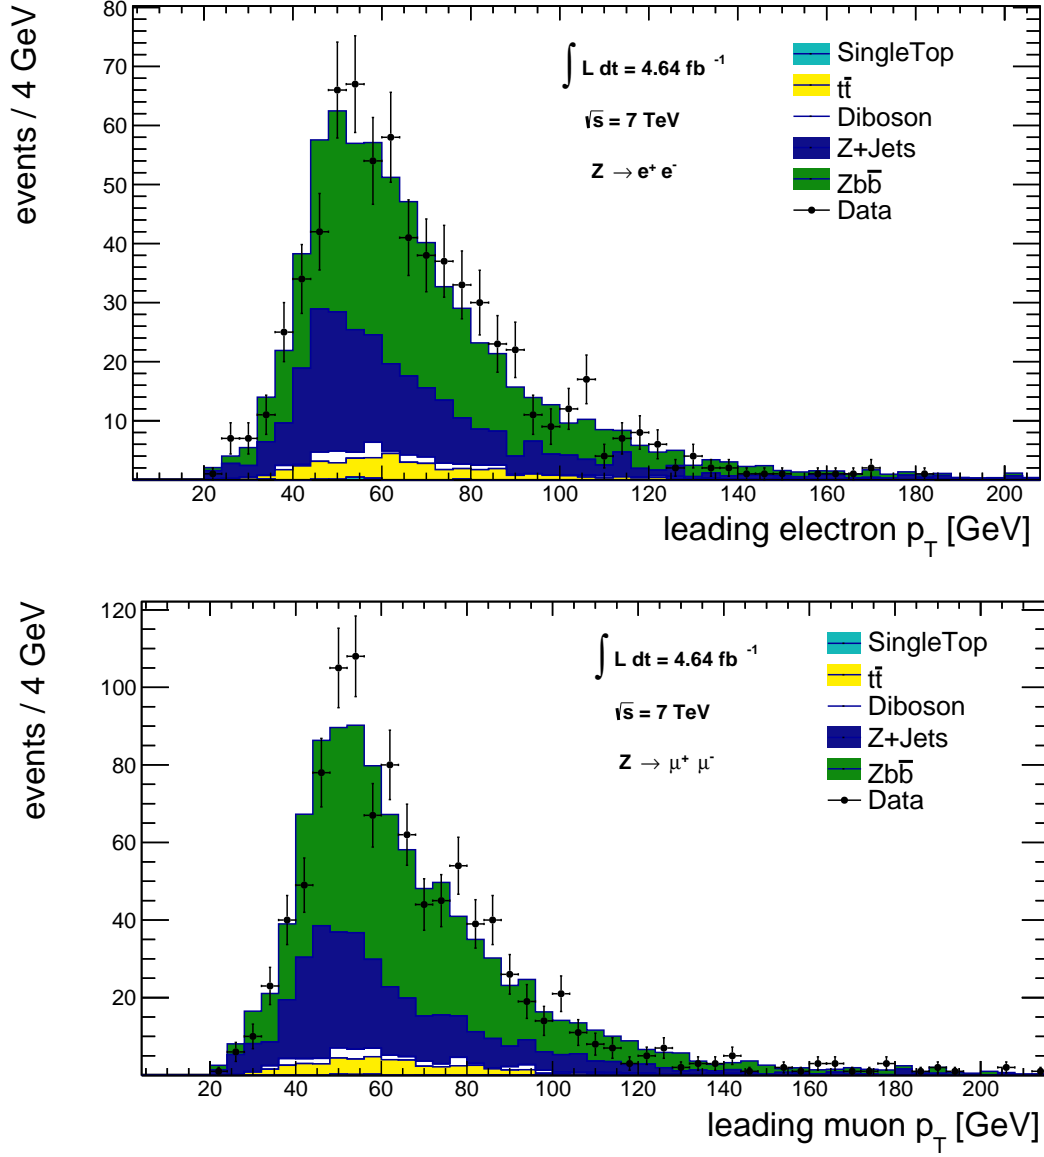 events / 4 GeV
80
70
60
50
40
30
20
10
∫ L dt = 4.64 fb⁻¹
√s = 7 TeV
Z → e⁺ e⁻
SingleTop
tt̄
Diboson
Z+Jets
Zbb̄
Data
20 40 60 80 100 120 140 160 180 200
leading electron p_T [GeV]
events / 4 GeV
120
100
80
60
40
20
∫ L dt = 4.64 fb⁻¹
√s = 7 TeV
Z → μ⁺ μ⁻
SingleTop
tt̄
Diboson
Z+Jets
Zbb̄
Data
20 40 60 80 100 120 140 160 180 200
leading muon p_T [GeV]